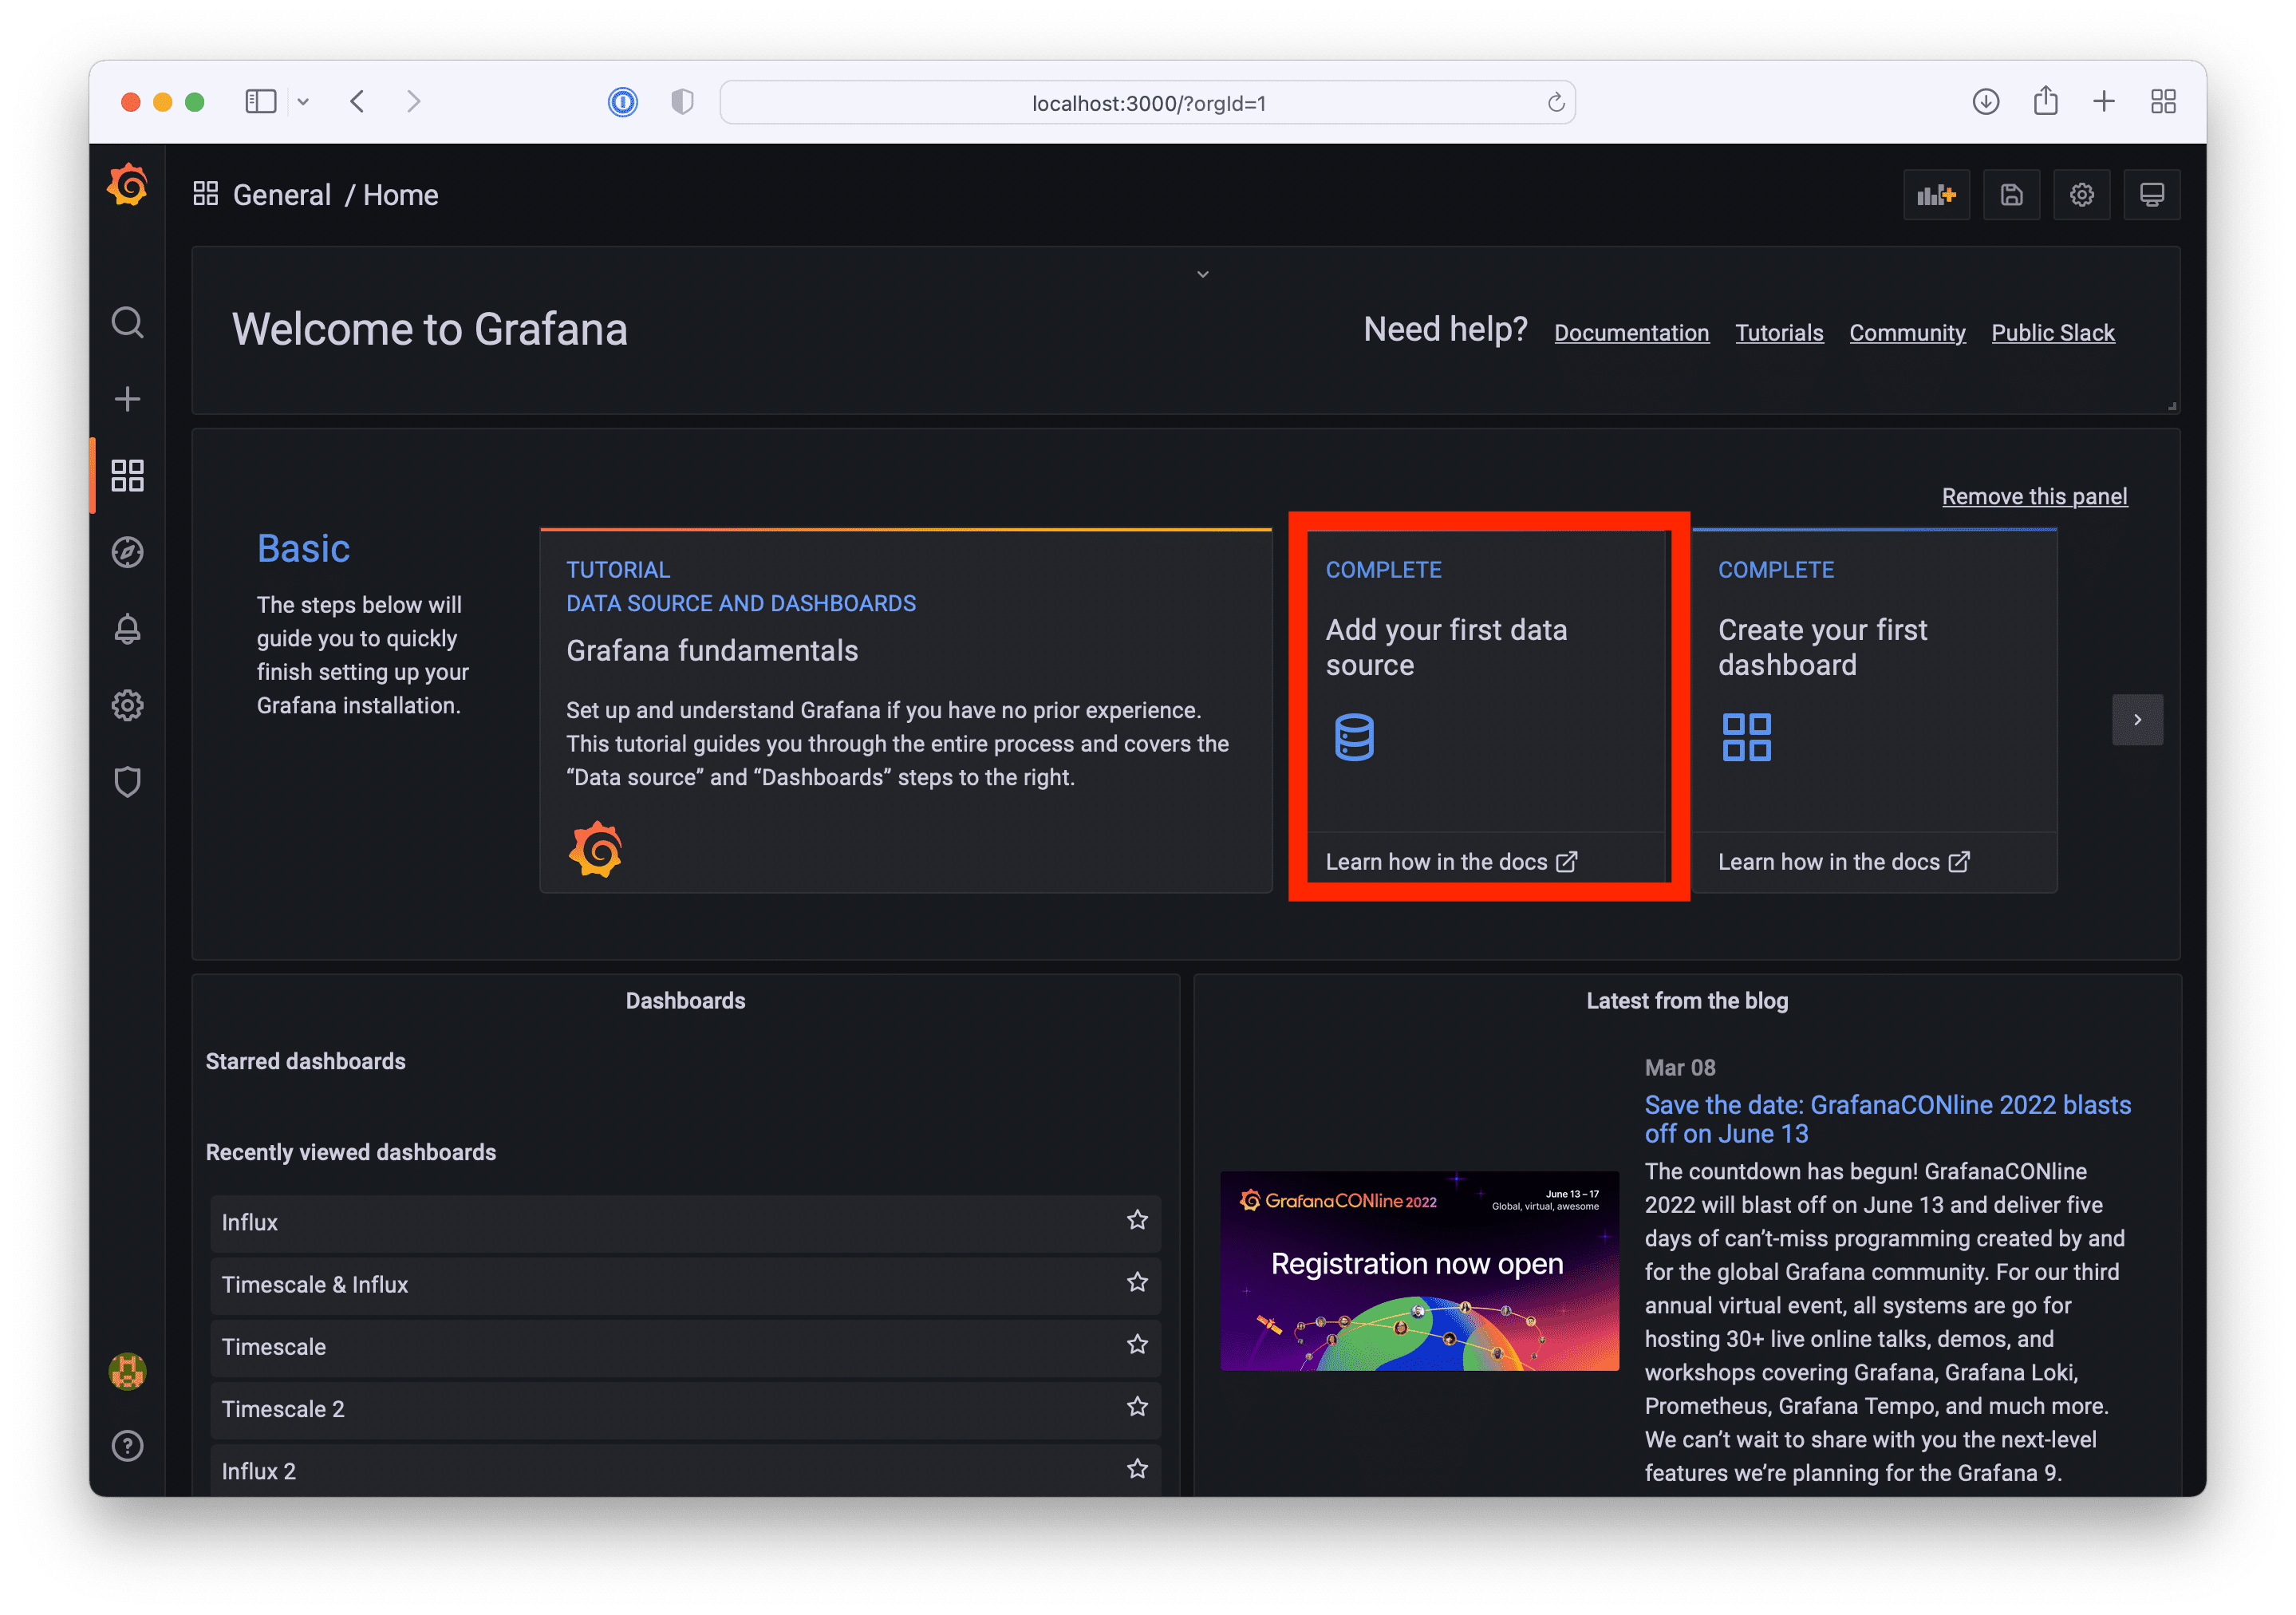 localhost:3000/?orgId=1
General / Home
Welcome to Grafana
Need help? Documentation Tutorials Community Public Slack
Remove this panel
Basic
The steps below will
guide you to quickly
finish setting up your
Grafana installation.
TUTORIAL
DATA SOURCE AND DASHBOARDS
Grafana fundamentals
Set up and understand Grafana if you have no prior experience.
This tutorial guides you through the entire process and covers the
“Data source” and “Dashboards” steps to the right.
COMPLETE
Add your first data
source
Learn how in the docs
COMPLETE
Create your first
dashboard
Learn how in the docs
Dashboards
Starred dashboards
Recently viewed dashboards
Influx
Timescale & Influx
Timescale
Timescale 2
Influx 2
Latest from the blog
GrafanaCONline 2022
June 13 – 17
Global, virtual, awesome
Registration now open
Mar 08
Save the date: GrafanaCONline 2022 blasts
off on June 13
The countdown has begun! GrafanaCONline
2022 will blast off on June 13 and deliver five
days of can’t-miss programming created by and
for the global Grafana community. For our third
annual virtual event, all systems are go for
hosting 30+ live online talks, demos, and
workshops covering Grafana, Grafana Loki,
Prometheus, Grafana Tempo, and much more.
We can’t wait to share with you the next-level
features we’re planning for the Grafana 9.